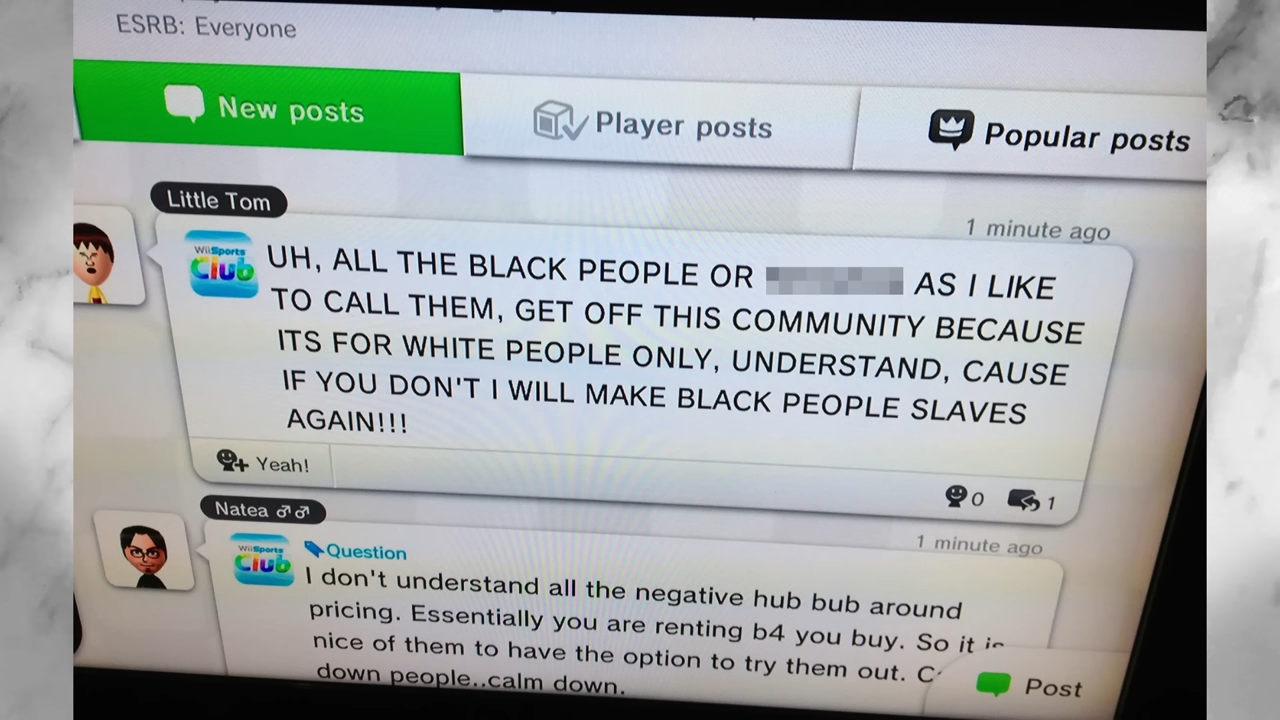 ESRB: Everyone
New posts
Player posts
Popular posts
Little Tom
1 minute ago
Wii Sports
Club
UH, ALL THE BLACK PEOPLE OR AS I LIKE
TO CALL THEM, GET OFF THIS COMMUNITY BECAUSE
ITS FOR WHITE PEOPLE ONLY, UNDERSTAND, CAUSE
IF YOU DON'T I WILL MAKE BLACK PEOPLE SLAVES
AGAIN!!!
Yeah!
0
1
Natea ♂♂
1 minute ago
Wii Sports
Club
Question
I don't understand all the negative hub bub around
pricing. Essentially you are renting b4 you buy. So it is
nice of them to have the option to try them out.
down people..calm down.
Post